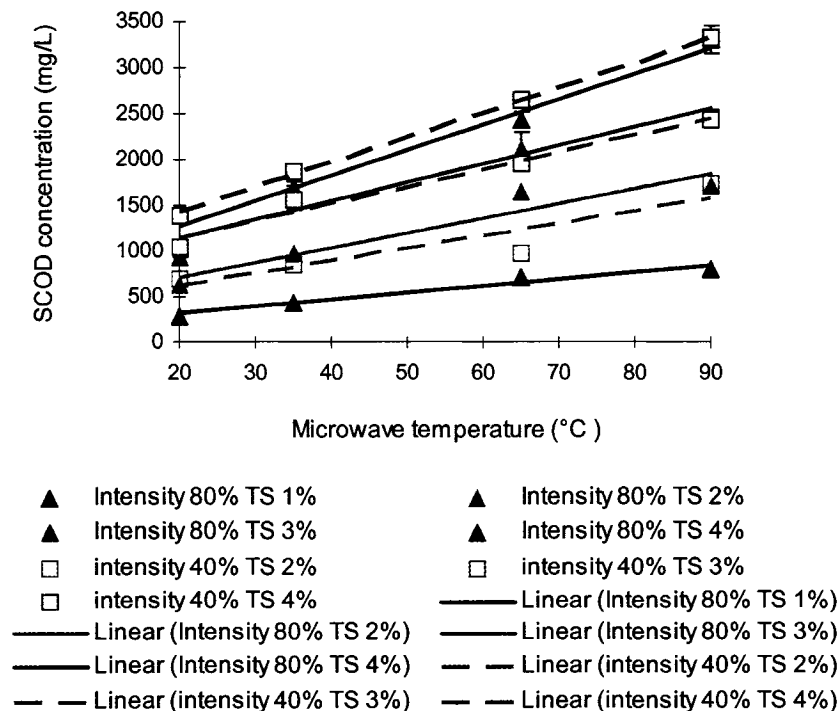 3500
3000
2500
2000
1500
1000
500
0
SCOD concentration (mg/L)
20 30 40 50 60 70 80 90
Microwave temperature (°C )
Intensity 80% TS 1%
Intensity 80% TS 2%
Intensity 80% TS 3%
Intensity 80% TS 4%
intensity 40% TS 2%
intensity 40% TS 3%
intensity 40% TS 4%
Linear (Intensity 80% TS 1%)
Linear (Intensity 80% TS 2%)
Linear (Intensity 80% TS 3%)
Linear (Intensity 80% TS 4%)
Linear (intensity 40% TS 2%)
Linear (intensity 40% TS 3%)
Linear (intensity 40% TS 4%)